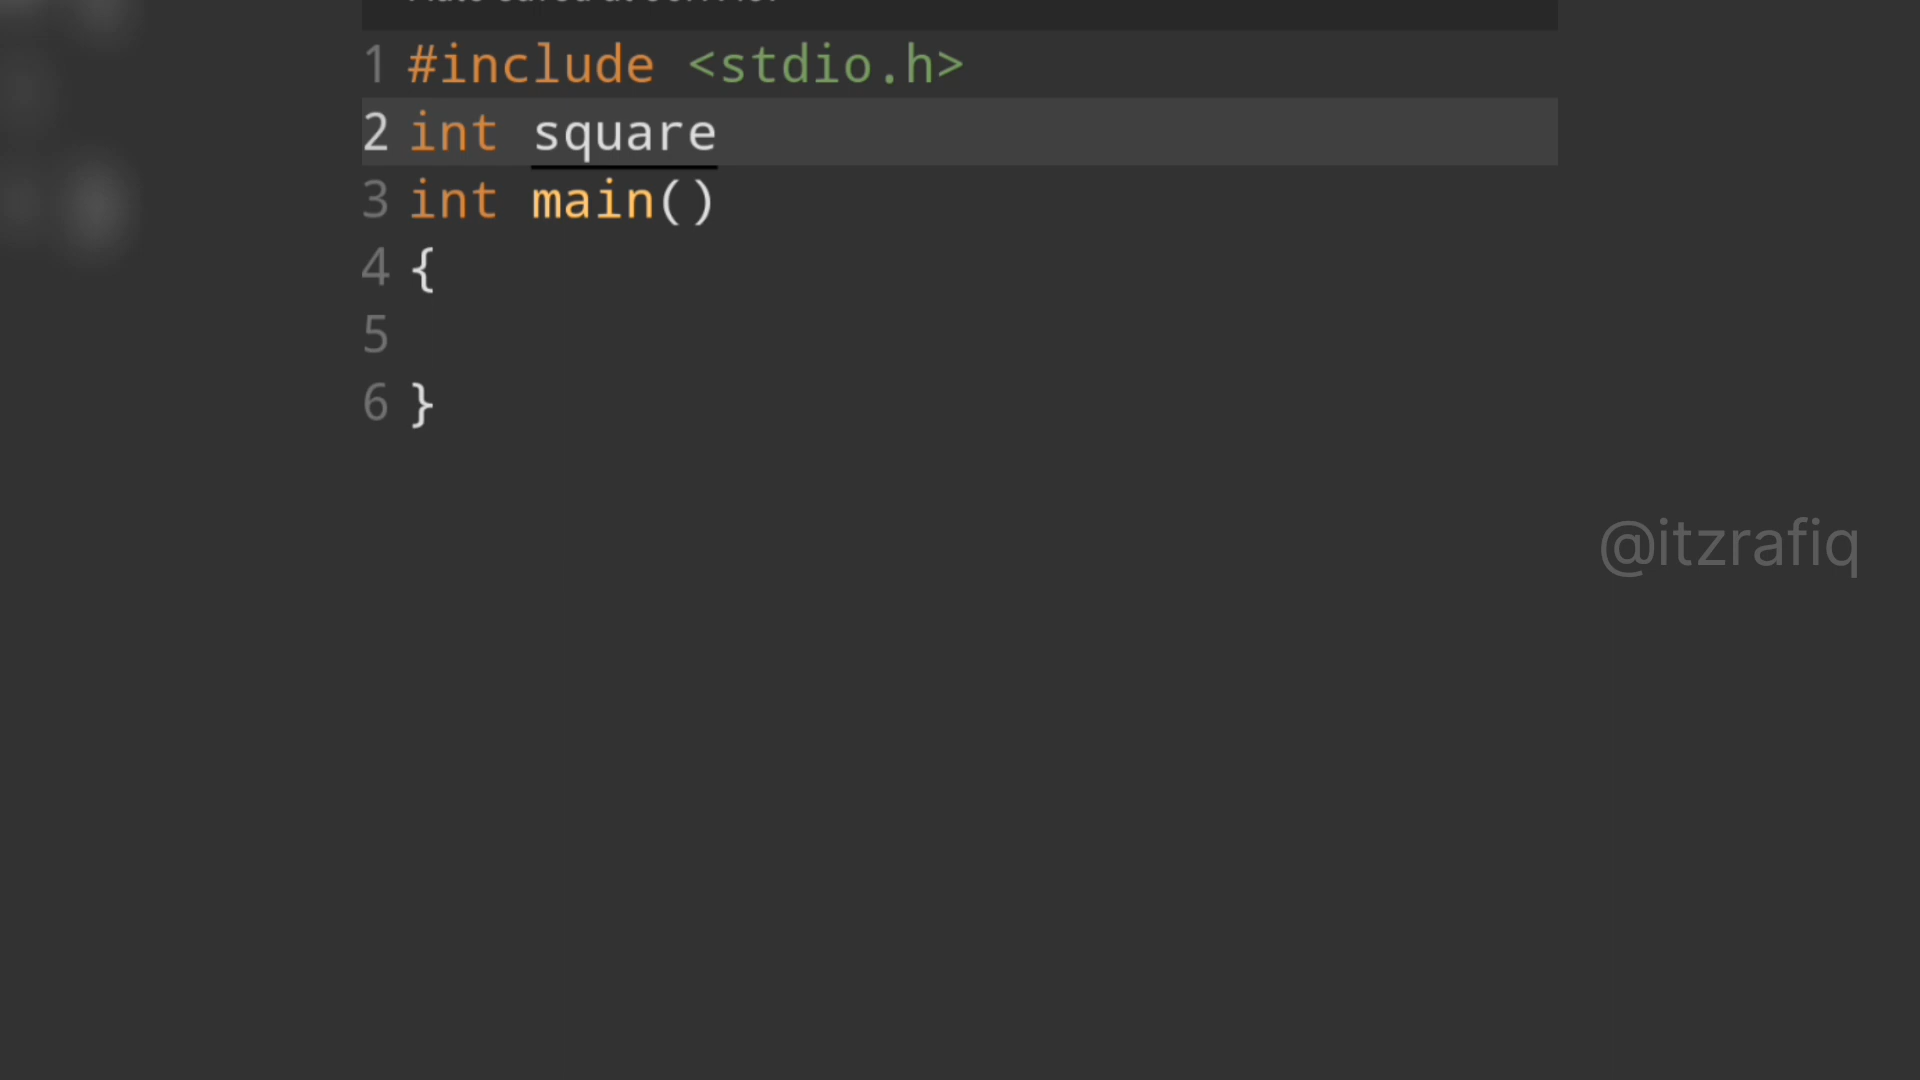 1 #include <stdio.h>
2 int square
3 int main()
4 {
5
6 }
@itzrafiq